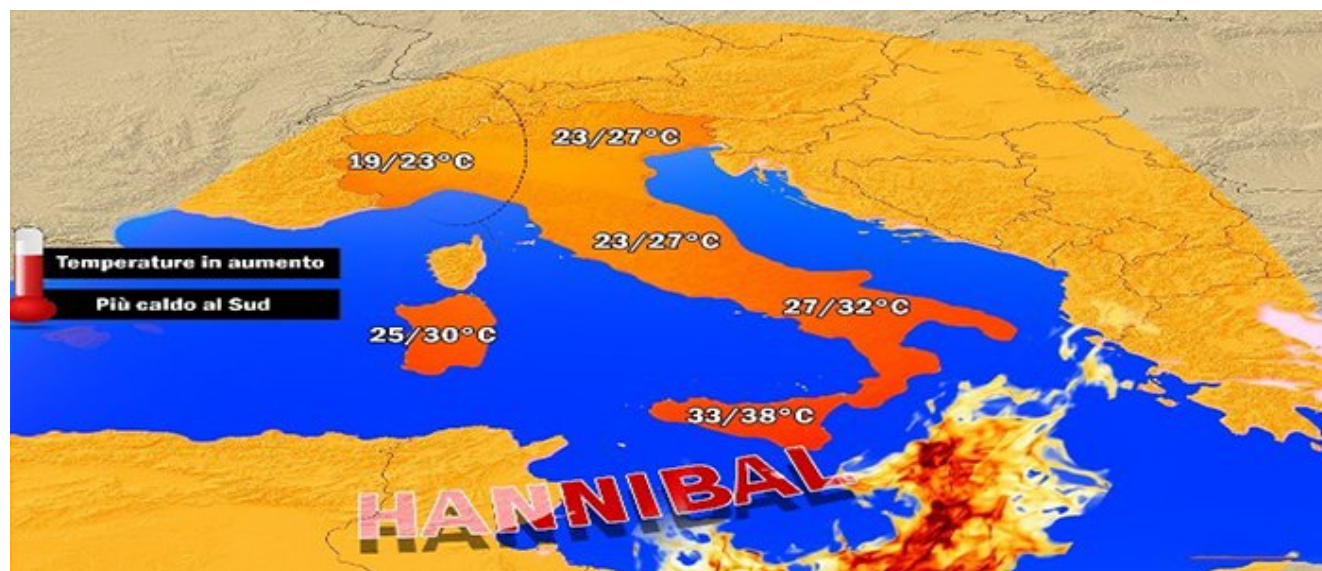 23/27°C
19/23°C
23/27°C
Temperature in aumento
Più caldo al Sud
27/32°C
25/30°C
33/38°C
HANNIBAL